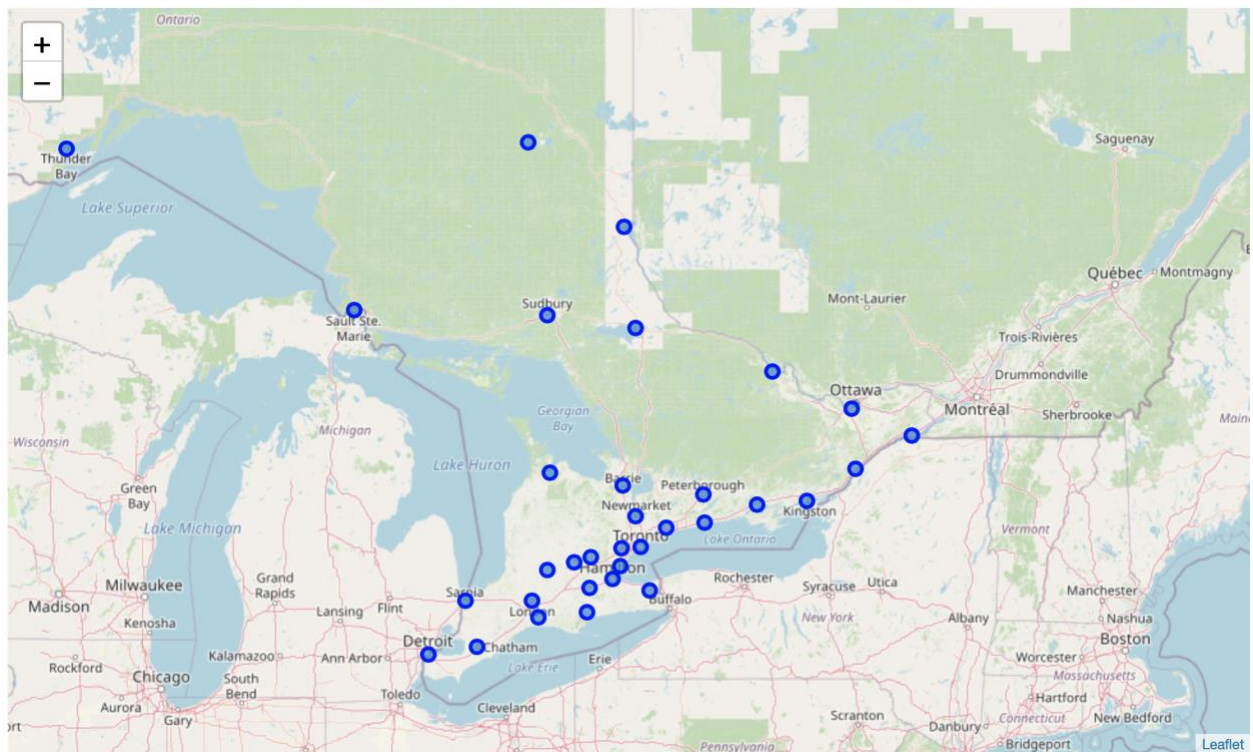 Ontario
+
−
Thunder
Bay
Saguenay
Lake Superior
Québec
Montmagny
Sudbury
Mont-Laurier
Sault Ste.
Marie
Trois-Rivières
Drummondville
Ottawa
Montréal
Sherbrooke
Georgian
Bay
Michigan
Wisconsin
Lake Huron
Barrie
Peterborough
Green
Bay
Newmarket
Kingston
Lake Michigan
Toronto
Lake Ontario
Vermont
Hamilton
Milwaukee
Grand
Rapids
Rochester
Syracuse
Utica
Manchester
Madison
Sarnia
Flint
Lansing
London
Buffalo
Kenosha
New York
Albany
Nashua
Boston
Detroit
Chatham
Kalamazoo
Ann Arbor
Rockford
Lake Erie
Erie
Worcester
Massachusetts
Chicago
South
Bend
Toledo
Aurora
Gary
Cleveland
Hartford
Scranton
Connecticut
New Bedford
Danbury
Pennsylvania
Bridgeport
Leaflet